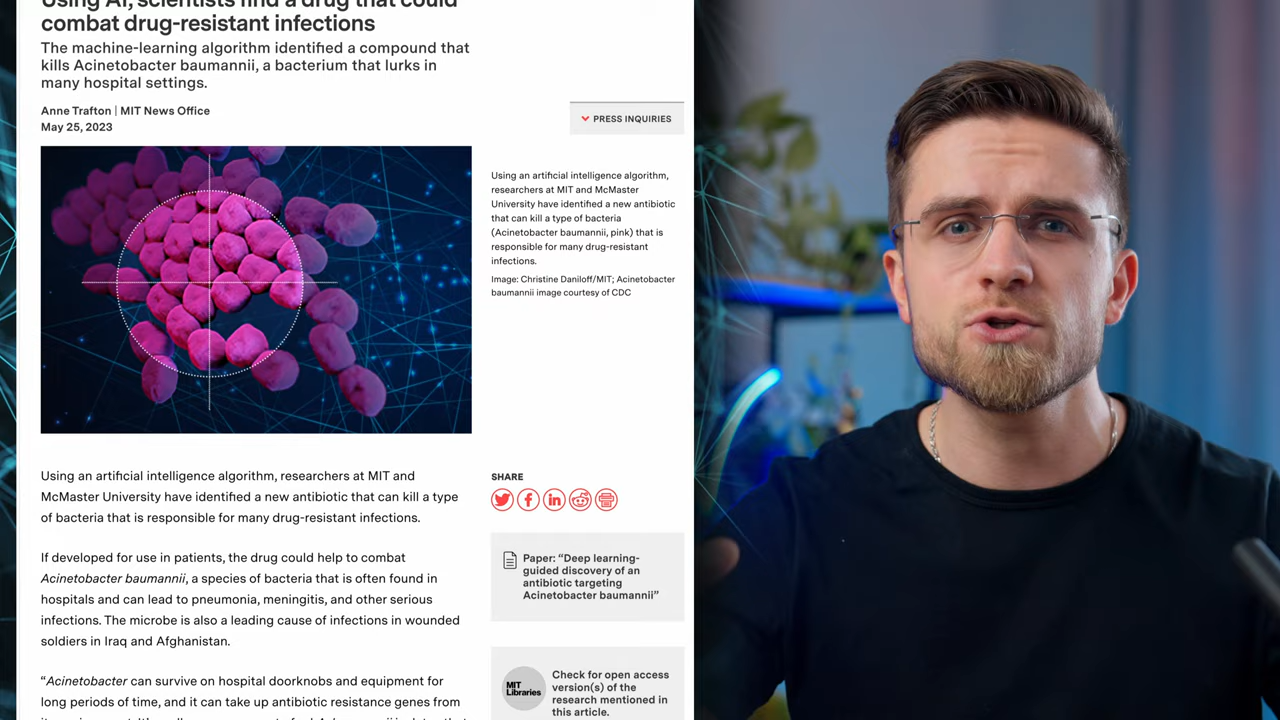 Using AI, scientists find a drug that could
combat drug-resistant infections
The machine-learning algorithm identified a compound that
kills Acinetobacter baumannii, a bacterium that lurks in
many hospital settings.
Anne Trafton | MIT News Office
May 25, 2023
PRESS INQUIRIES
Using an artificial intelligence algorithm,
researchers at MIT and McMaster
University have identified a new antibiotic
that can kill a type of bacteria
(Acinetobacter baumannii, pink) that is
responsible for many drug-resistant
infections.
Image: Christine Daniloff/MIT; Acinetobacter
baumannii image courtesy of CDC
Using an artificial intelligence algorithm, researchers at MIT and
McMaster University have identified a new antibiotic that can kill a type
of bacteria that is responsible for many drug-resistant infections.
If developed for use in patients, the drug could help to combat
Acinetobacter baumannii, a species of bacteria that is often found in
hospitals and can lead to pneumonia, meningitis, and other serious
infections. The microbe is also a leading cause of infections in wounded
soldiers in Iraq and Afghanistan.
“Acinetobacter can survive on hospital doorknobs and equipment for
long periods of time, and it can take up antibiotic resistance genes from
SHARE
Paper: “Deep learning-
guided discovery of an
antibiotic targeting
Acinetobacter baumannii”
MIT
Libraries
Check for open access
version(s) of the
research mentioned in
this article.